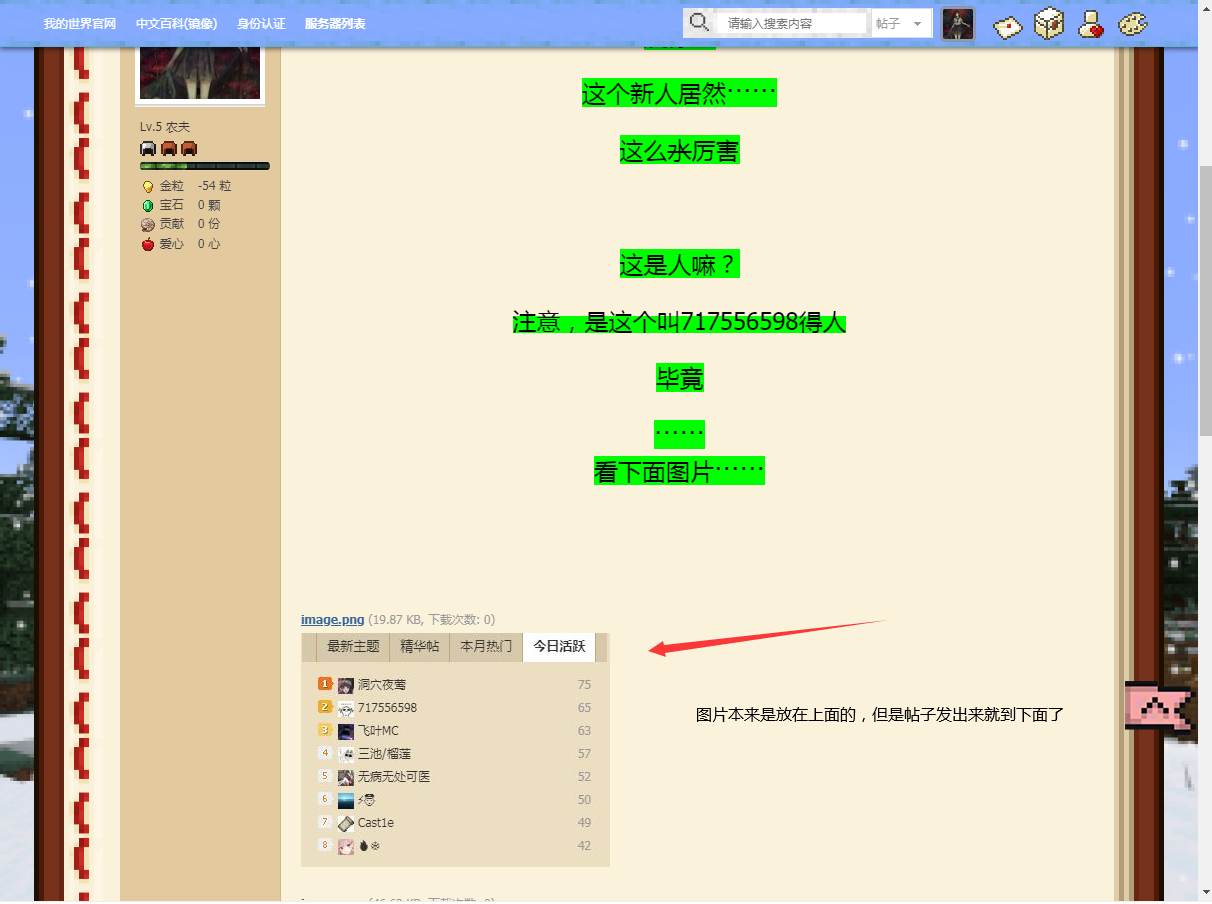 我的世界官网 中文百科(镜像) 身份认证 服务器列表 请输入搜索内容 帖子
这个新人居然……
Lv.5 农夫
这么水厉害
金粒 -54 粒
宝石 0 颗
贡献 0 份
爱心 0 心
这是人嘛？
注意，是这个叫717556598得人
毕竟
……
看下面图片……
image.png (19.87 KB, 下载次数: 0)
最新主题 精华帖 本月热门 今日活跃
1 洞穴夜莺 75
2 717556598 65
3 飞叶MC 63
4 三池/榴莲 57
5 无病无处可医 52
6 50
7 Cast1e 49
8 42
图片本来是放在上面的，但是帖子发出来就到下面了